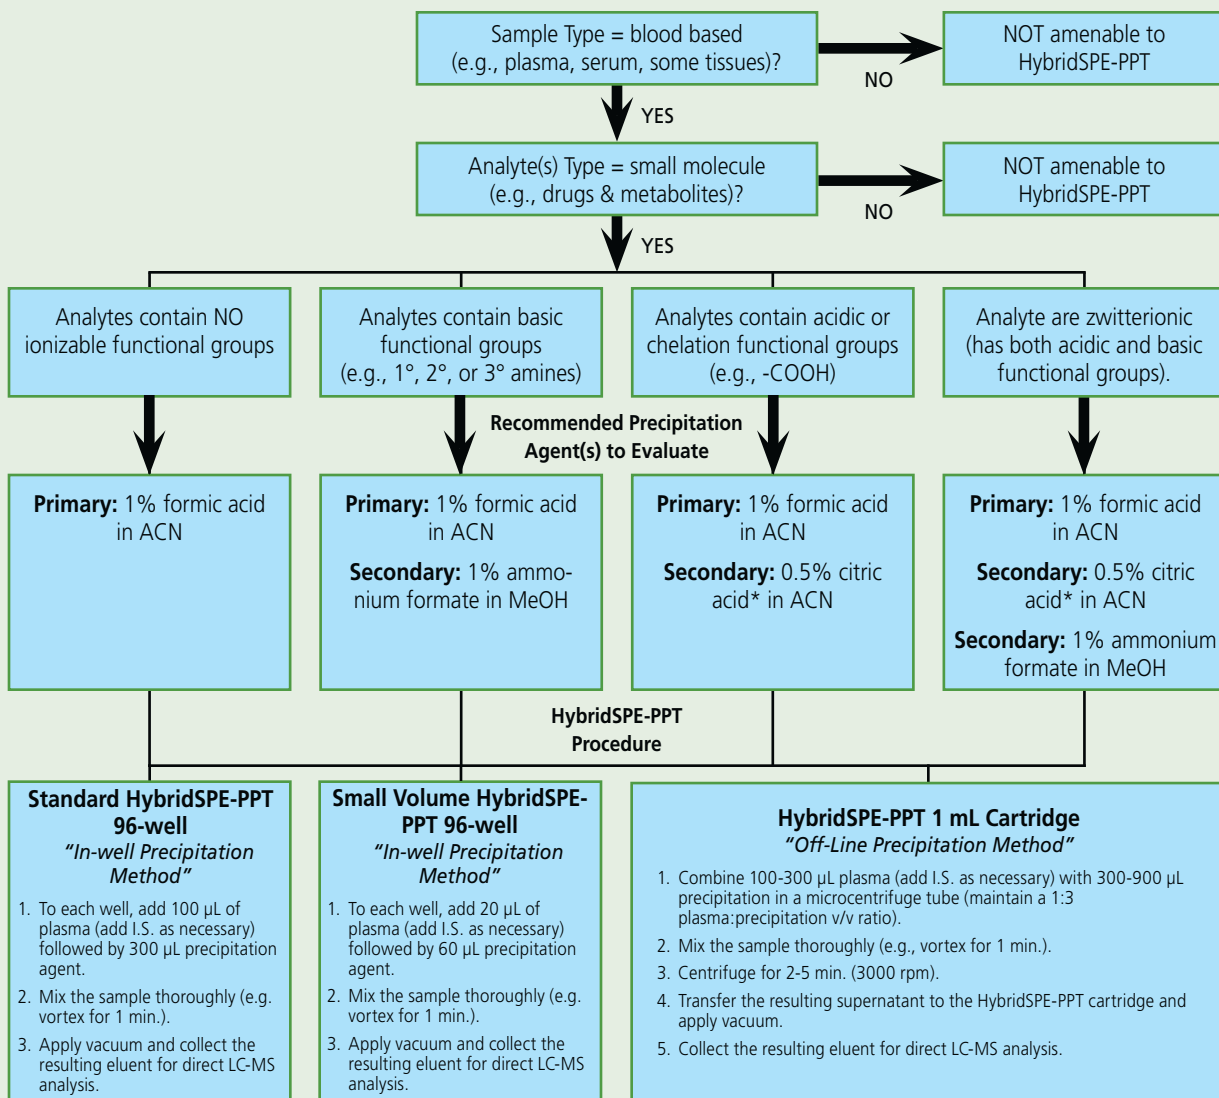 Sample Type = blood based
(e.g., plasma, serum, some tissues)?
NO
NOT amenable to
HybridSPE-PPT
YES
Analyte(s) Type = small molecule
(e.g., drugs & metabolites)?
NO
NOT amenable to
HybridSPE-PPT
YES
Analytes contain NO
ionizable functional groups
Analytes contain basic
functional groups
(e.g., 1°, 2°, or 3° amines)
Analytes contain acidic or
chelation functional groups
(e.g., -COOH)
Analyte are zwitterionic
(has both acidic and basic
functional groups).
Recommended Precipitation
Agent(s) to Evaluate
Primary: 1% formic acid
in ACN
Primary: 1% formic acid
in ACN
Secondary: 1% ammo-
nium formate in MeOH
Primary: 1% formic acid
in ACN
Secondary: 0.5% citric
acid* in ACN
Primary: 1% formic acid
in ACN
Secondary: 0.5% citric
acid* in ACN
Secondary: 1% ammonium
formate in MeOH
HybridSPE-PPT
Procedure
Standard HybridSPE-PPT
96-well
"In-well Precipitation
Method"
1. To each well, add 100 µL of
plasma (add I.S. as necessary)
followed by 300 µL precipitation
agent.
2. Mix the sample thoroughly (e.g.
vortex for 1 min.).
3. Apply vacuum and collect the
resulting eluent for direct LC-MS
analysis.
Small Volume HybridSPE-
PPT 96-well
"In-well Precipitation
Method"
1. To each well, add 20 µL of
plasma (add I.S. as necessary)
followed by 60 µL precipitation
agent.
2. Mix the sample thoroughly (e.g.
vortex for 1 min.).
3. Apply vacuum and collect the
resulting eluent for direct LC-MS
analysis.
HybridSPE-PPT 1 mL Cartridge
"Off-Line Precipitation Method"
1. Combine 100-300 µL plasma (add I.S. as necessary) with 300-900 µL
precipitation in a microcentrifuge tube (maintain a 1:3
plasma:precipitation v/v ratio).
2. Mix the sample thoroughly (e.g., vortex for 1 min.).
3. Centrifuge for 2-5 min. (3000 rpm).
4. Transfer the resulting supernatant to the HybridSPE-PPT cartridge and
apply vacuum.
5. Collect the resulting eluent for direct LC-MS analysis.